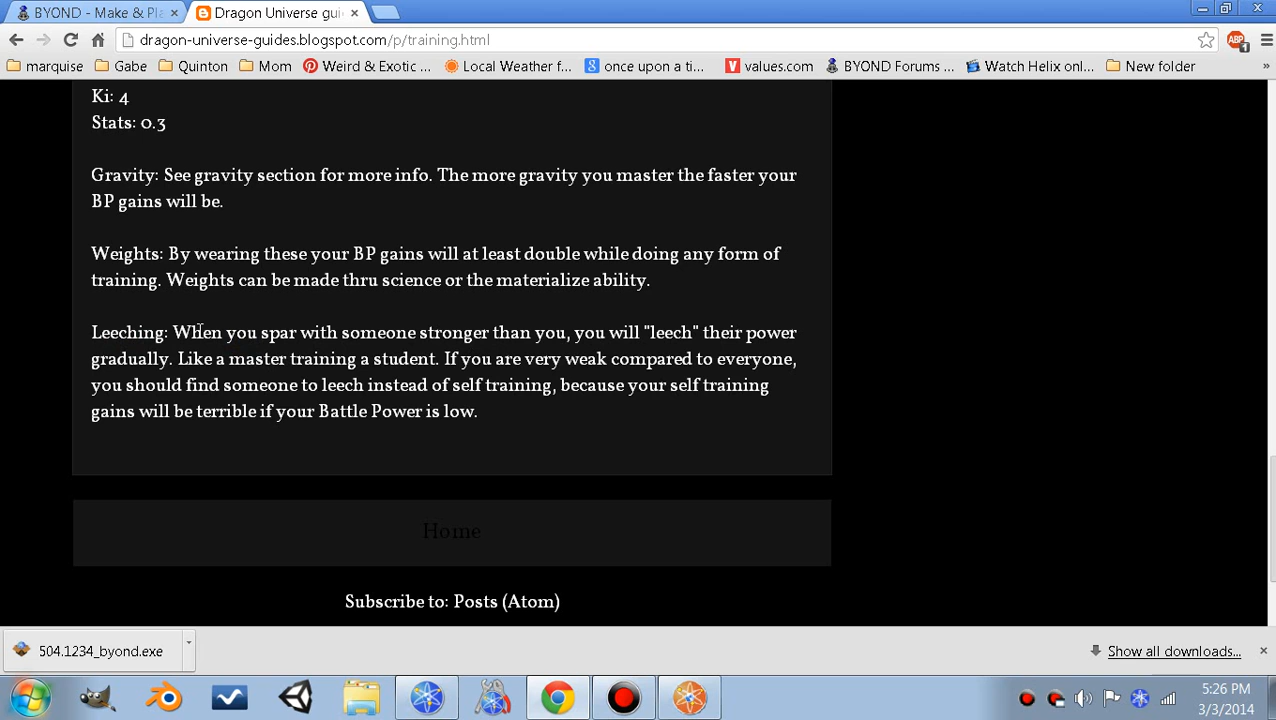 BYOND - Make & Pla
Dragon Universe gui
dragon-universe-guides.blogspot.com/p/training.html
ABP
1
marquise
Gabe
Quinton
Mom
Weird & Exotic ...
Local Weather f...
once upon a ti...
values.com
BYOND Forums ...
Watch Helix onl...
New folder
»
Ki: 4
Stats: 0.3
Gravity: See gravity section for more info. The more gravity you master the faster your
BP gains will be.
Weights: By wearing these your BP gains will at least double while doing any form of
training. Weights can be made thru science or the materialize ability.
Leeching: When you spar with someone stronger than you, you will "leech" their power
gradually. Like a master training a student. If you are very weak compared to everyone,
you should find someone to leech instead of self training, because your self training
gains will be terrible if your Battle Power is low.
Home
Subscribe to: Posts (Atom)
504.1234_byond.exe
Show all downloads...
5:26 PM
3/3/2014